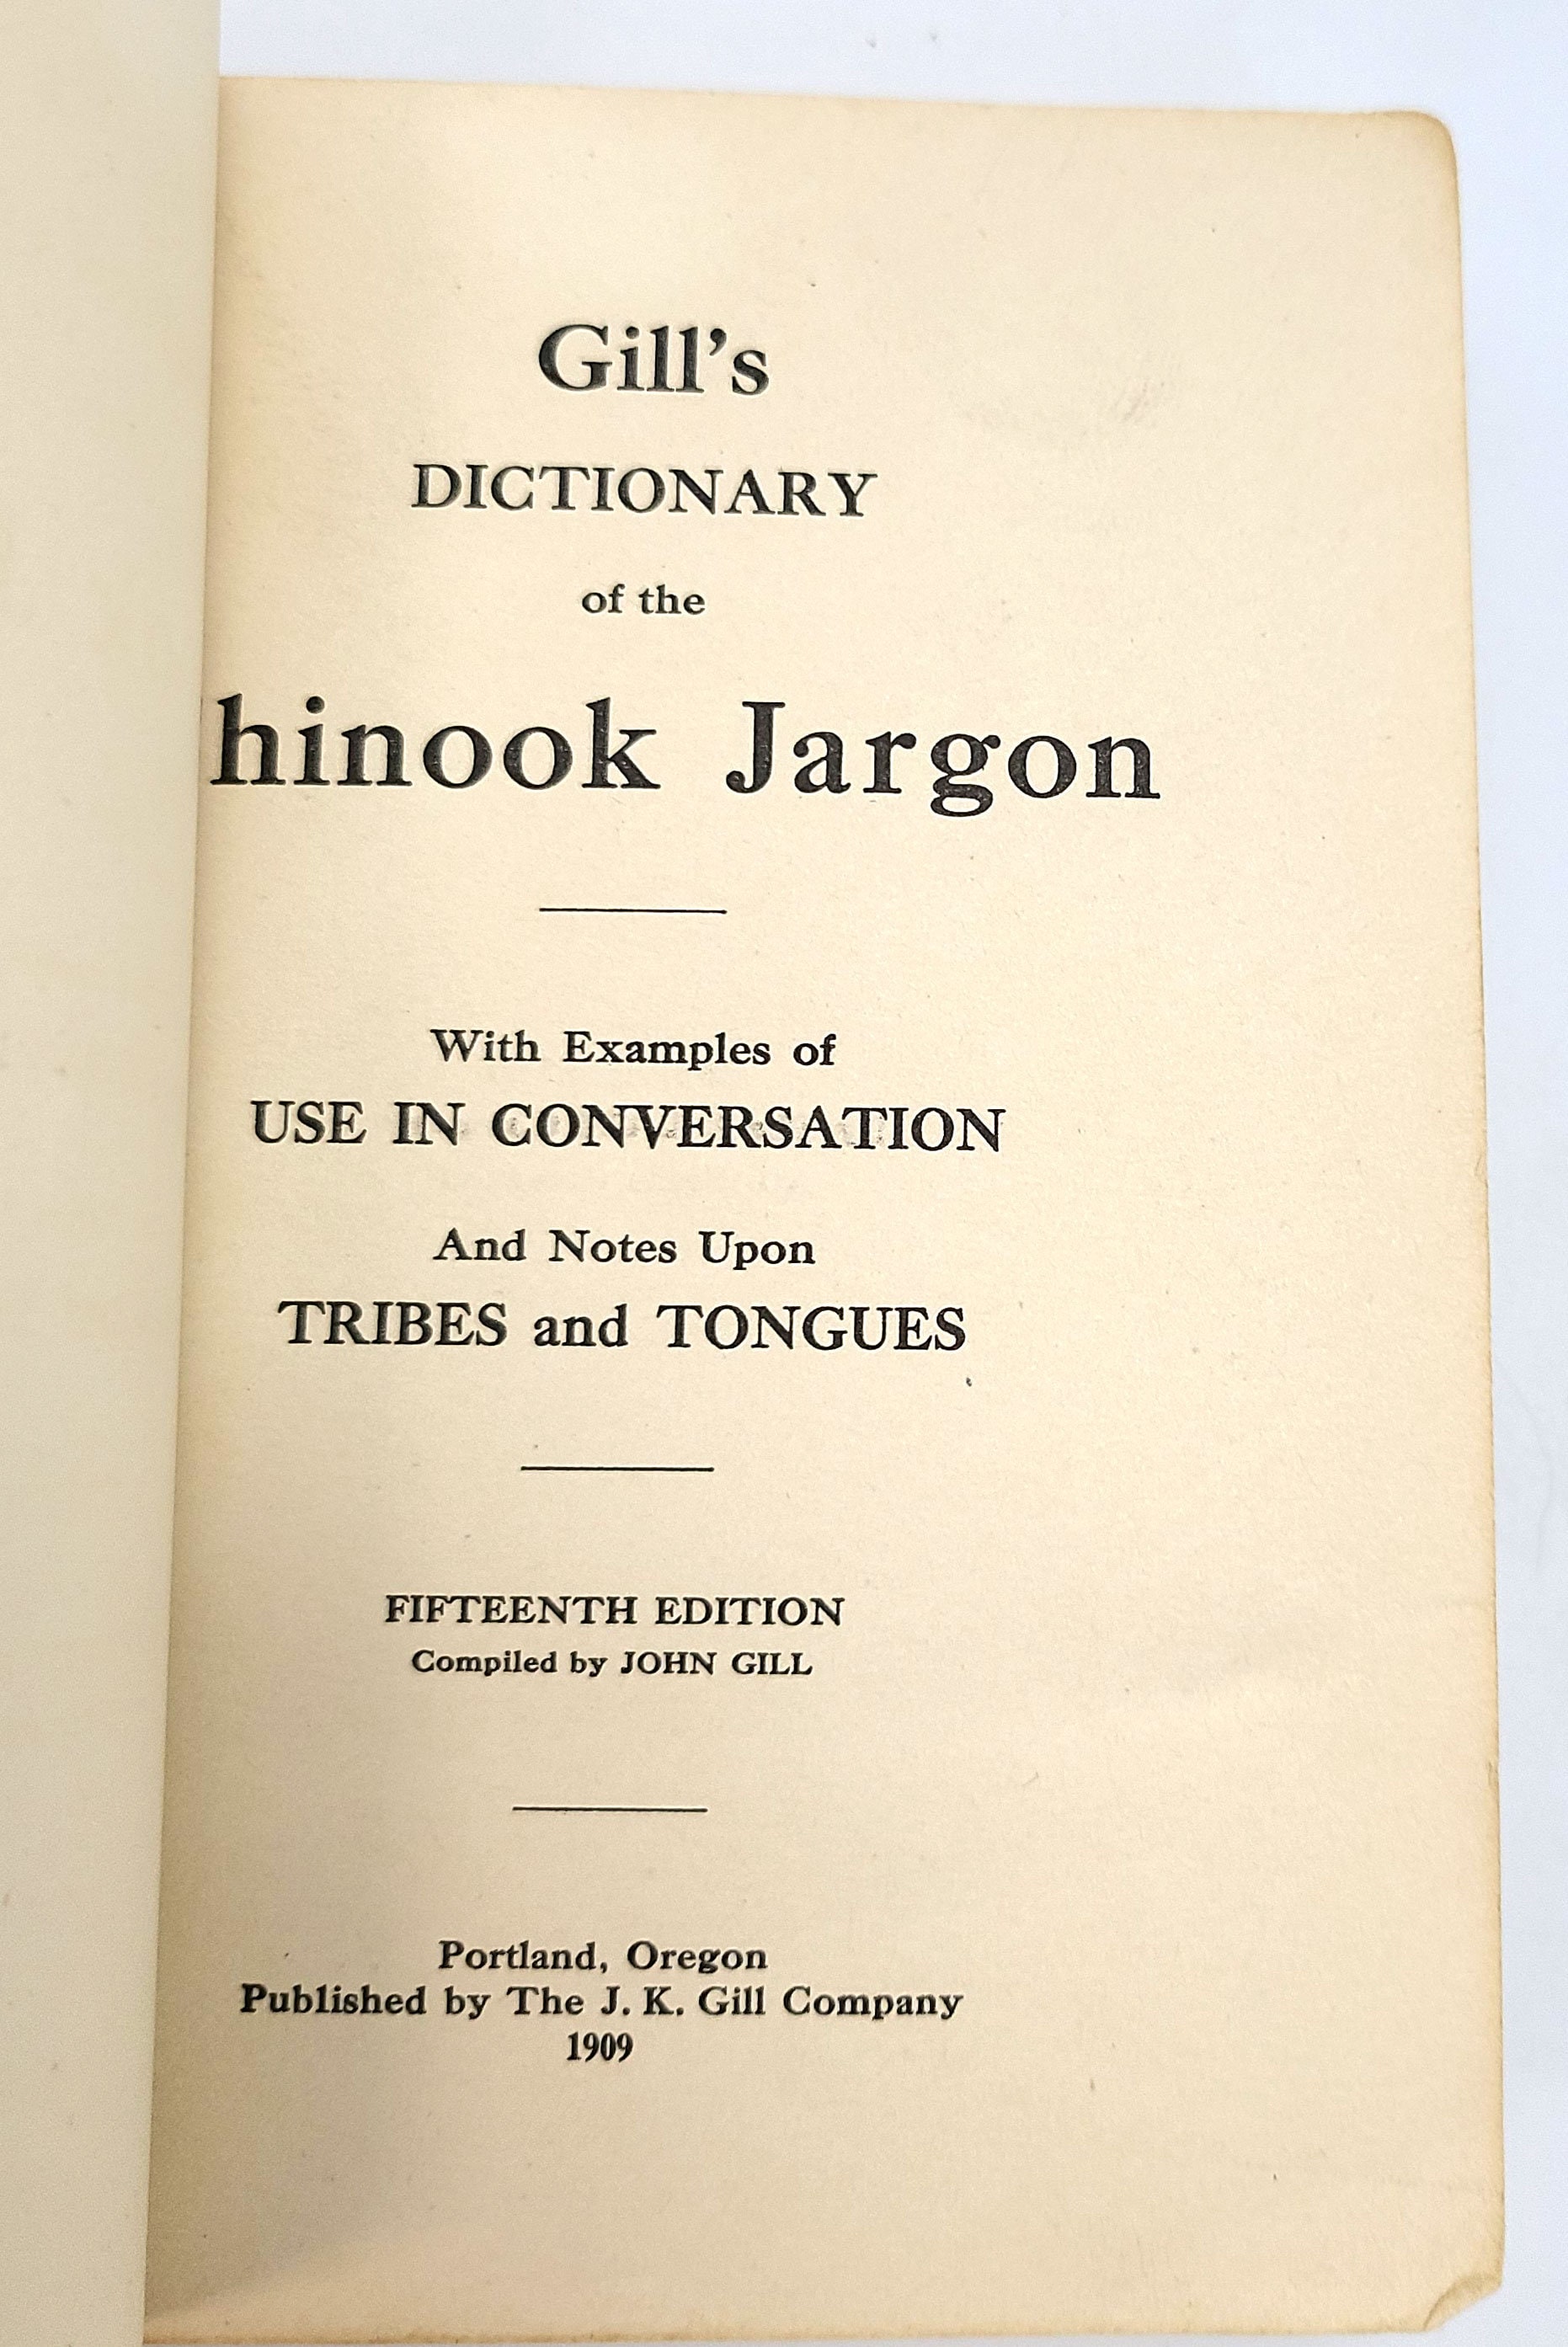 Gill's
DICTIONARY
of the
hinook Jargon
With Examples of
USE IN CONVERSATION
And Notes Upon
TRIBES and TONGUES
FIFTEENTH EDITION
Compiled by JOHN GILL
Portland, Oregon
Published by The J. K. Gill Company
1909